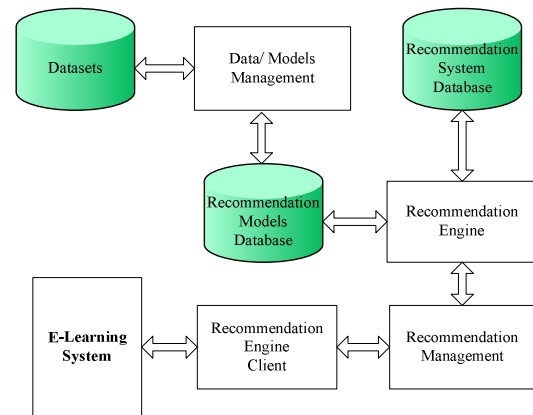 Datasets
Data/ Models
Management
Recommendation
System
Database
Recommendation
Models
Database
Recommendation
Engine
E-Learning
System
Recommendation
Engine
Client
Recommendation
Management